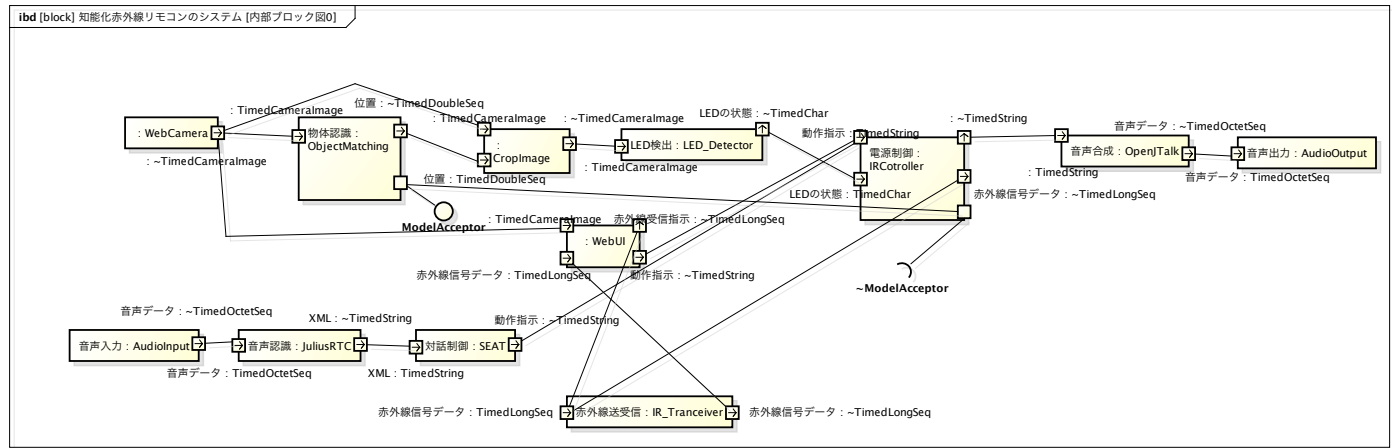 ibd [block] 知能化赤外線リモコンのシステム [内部ブロック図0]
: TimedCameraImage
位置 : ~TimedDoubleSeq
: TimedCameraImage
: ~TimedCameraImage
LEDの状態 : ~TimedChar
: WebCamera
: ~TimedCameraImage
物体認識 :
ObjectMatching
:
CropImage
LED検出 : LED_Detector
: TimedCameraImage
位置 : TimedDoubleSeq
動作指示 : TimedString
: ~TimedString
電源制御 :
IRCotroller
LEDの状態 : TimedChar
音声データ : ~TimedOctetSeq
音声合成 : OpenJTalk
: TimedString
音声出力 : AudioOutput
音声データ : TimedOctetSeq
赤外線信号データ : ~TimedLongSeq
ModelAcceptor
: TimedCameraImage
赤外線受信指示 : ~TimedLongSeq
: WebUI
赤外線信号データ : TimedLongSeq
動作指示 : ~TimedString
~ModelAcceptor
音声データ : ~TimedOctetSeq
XML : ~TimedString
動作指示 : ~TimedString
音声入力 : AudioInput
音声認識 : JuliusRTC
対話制御 : SEAT
音声データ : TimedOctetSeq
XML : TimedString
赤外線信号データ : TimedLongSeq
赤外線送受信 : IR_Tranceiver
赤外線信号データ : ~TimedLongSeq